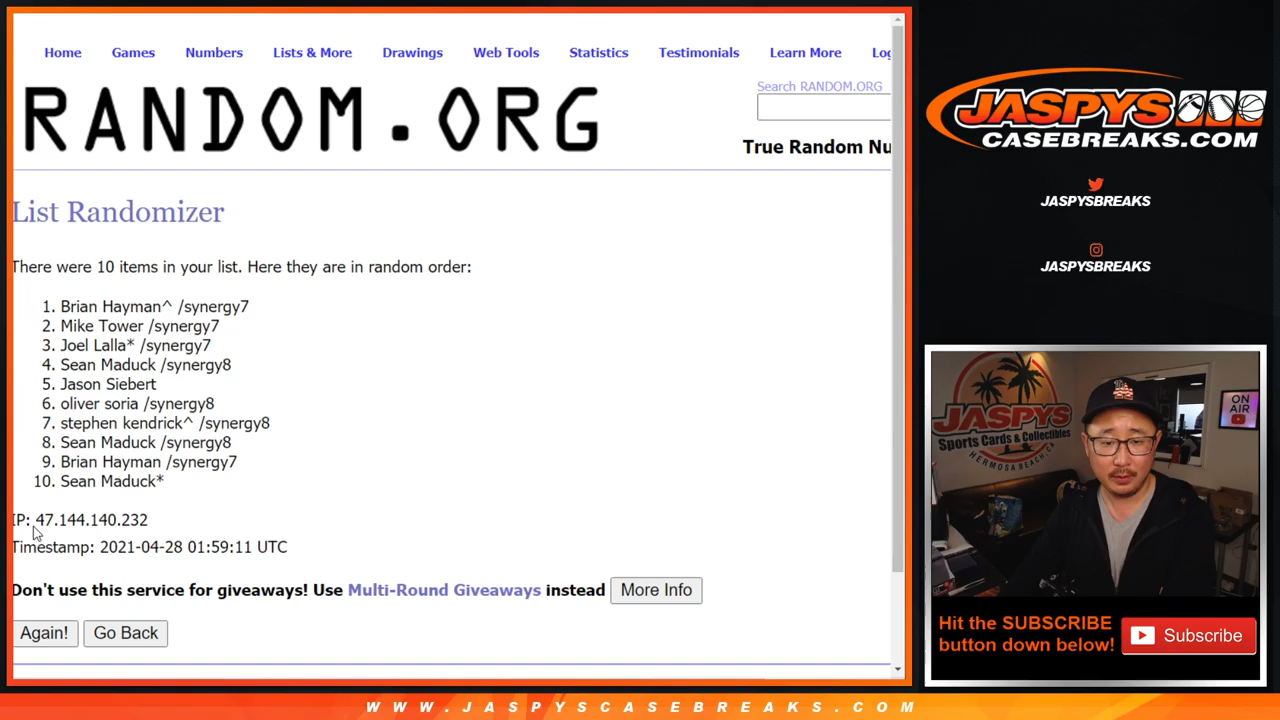 Home Games Numbers Lists & More Drawings Web Tools Statistics Testimonials Learn More Log
Search RANDOM.ORG
RANDOM.ORG
True Random Nu
List Randomizer
There were 10 items in your list. Here they are in random order:
1. Brian Hayman^ /synergy7
2. Mike Tower /synergy7
3. Joel Lalla* /synergy7
4. Sean Maduck /synergy8
5. Jason Siebert
6. oliver soria /synergy8
7. stephen kendrick^ /synergy8
8. Sean Maduck /synergy8
9. Brian Hayman /synergy7
10. Sean Maduck*
IP: 47.144.140.232
Timestamp: 2021-04-28 01:59:11 UTC
Don't use this service for giveaways! Use Multi-Round Giveaways instead More Info
Again! Go Back
JASPYS
CASEBREAKS.COM
JASPYSBREAKS
JASPYSBREAKS
JASPYS
Sports Cards & Collectibles
HERMOSA BEACH, CA
ON
AIR
Hit the SUBSCRIBE
button down below!
Subscribe
WWW.JASPYSCASEBREAKS.COM